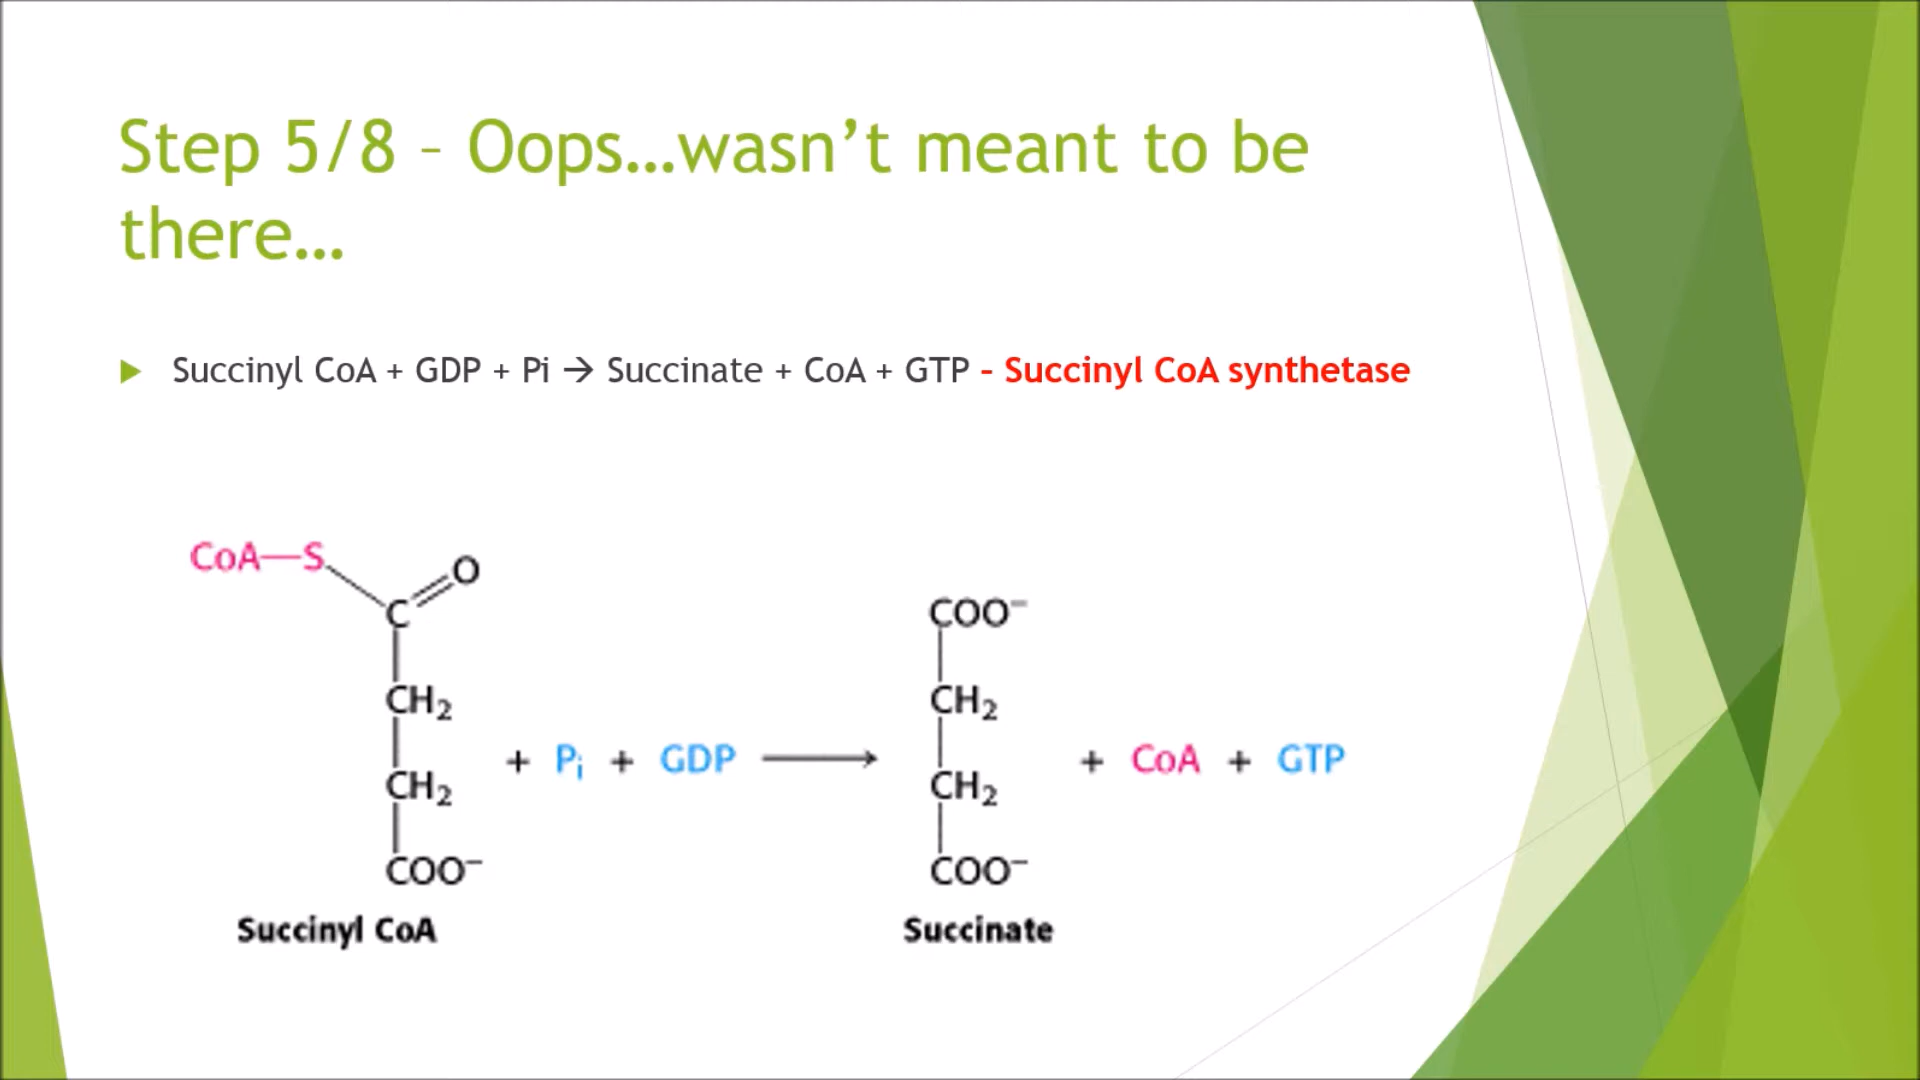 Step 5/8 – Oops…wasn’t meant to be
there…
Succinyl CoA + GDP + Pi → Succinate + CoA + GTP – Succinyl CoA synthetase
CoA—S
O
C
CH₂
CH₂
COO⁻
Succinyl CoA
+ Pᵢ + GDP ⟶
COO⁻
CH₂
CH₂
COO⁻
Succinate
+ CoA + GTP